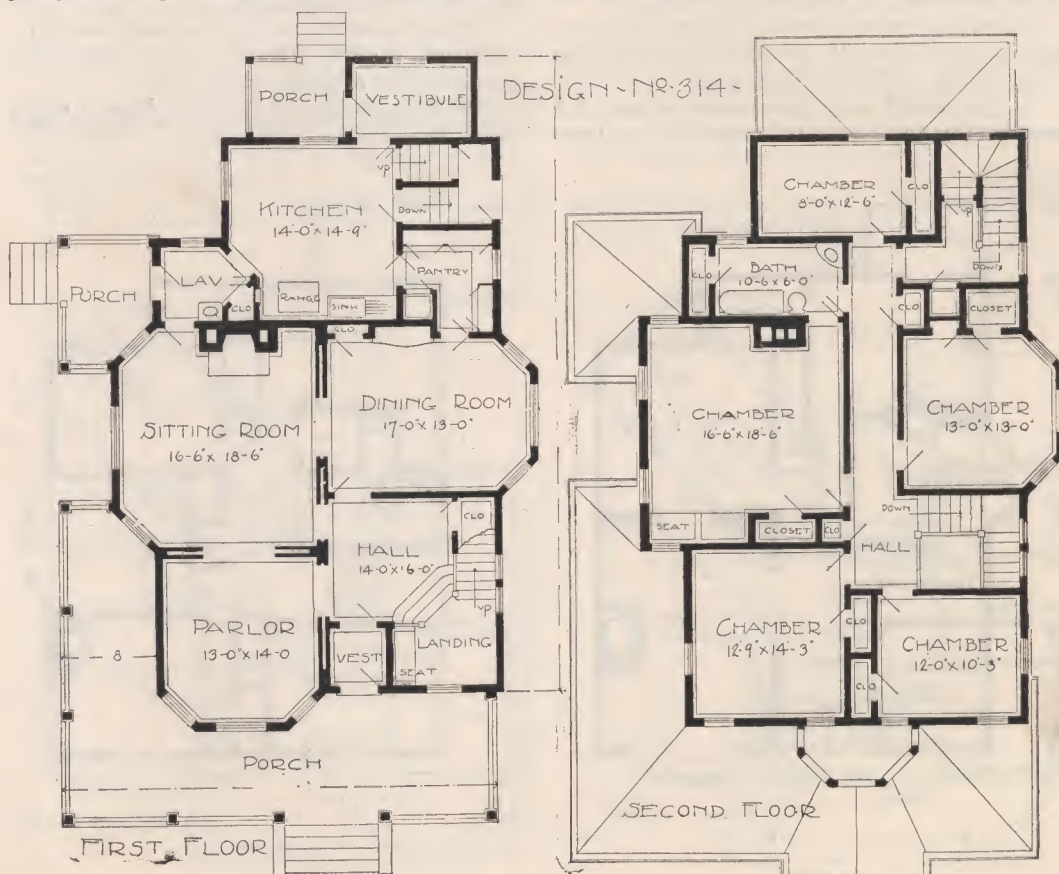 DESIGN - No. 314 -
PORCH
VESTIBULE
UP
DOWN
KITCHEN
14'-0" x 14'-9"
PANTRY
LAV
PORCH
RANGE
SINK
CLO
CLO
SITTING ROOM
16'-6" x 18'-6"
DINING ROOM
17'-0" x 13'-0"
CLO
HALL
14'-0" x 16'-0"
UP
PARLOR
13'-0" x 14'-0
8
VEST
SEAT
LANDING
PORCH
FIRST FLOOR
CHAMBER
8'-0" x 12'-6"
CLO
UP
DOWN
CLO
BATH
10-6 x 6-0
CLO
CLOSET
CHAMBER
16'-6" x 18'-6"
CHAMBER
13'-0" x 13'-0"
SEAT
CLOSET
CLO
DOWN
HALL
CHAMBER
12'-9" x 14'-3"
CLO
CHAMBER
12'-0" x 10'-3"
CLO
SECOND FLOOR